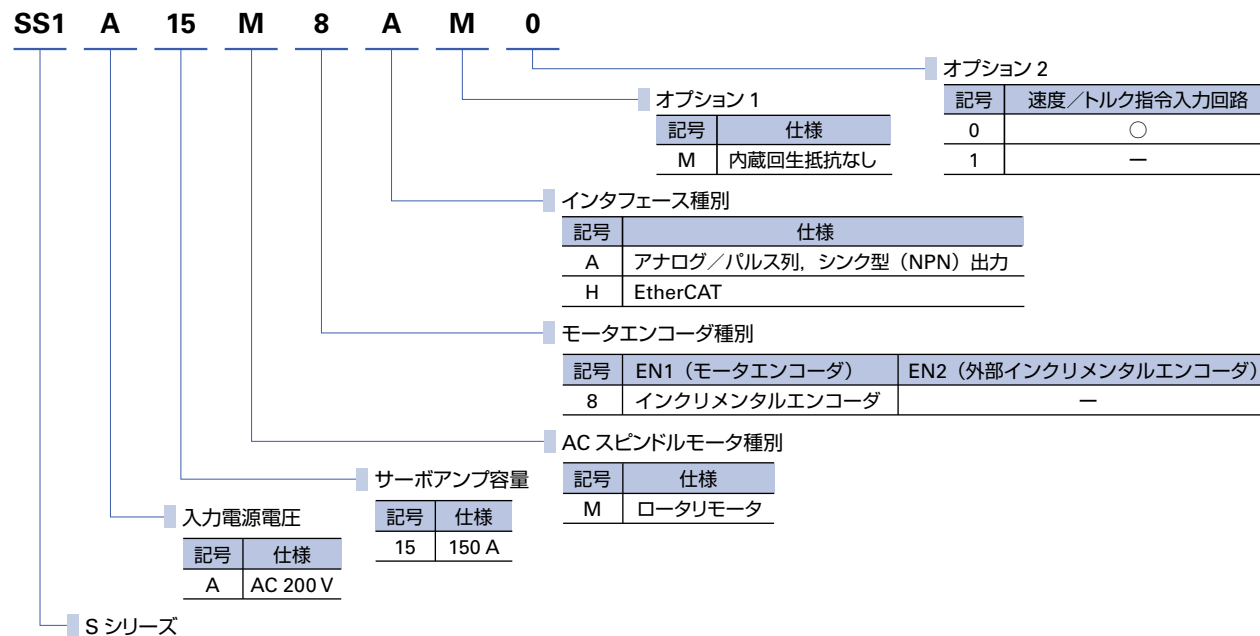 SS1 A 15 M 8 A M 0
オプション 2
記号 速度／トルク指令入力回路
0 ○
1 ー
オプション 1
記号 仕様
M 内蔵回生抵抗なし
インタフェース種別
記号 仕様
A アナログ／パルス列，シンク型（NPN）出力
H EtherCAT
モータエンコーダ種別
記号 EN1（モータエンコーダ） EN2（外部インクリメンタルエンコーダ）
8 インクリメンタルエンコーダ ー
AC スピンドルモータ種別
記号 仕様
M ロータリモータ
サーボアンプ容量
記号 仕様
15 150 A
入力電源電圧
記号 仕様
A AC 200 V
S シリーズ